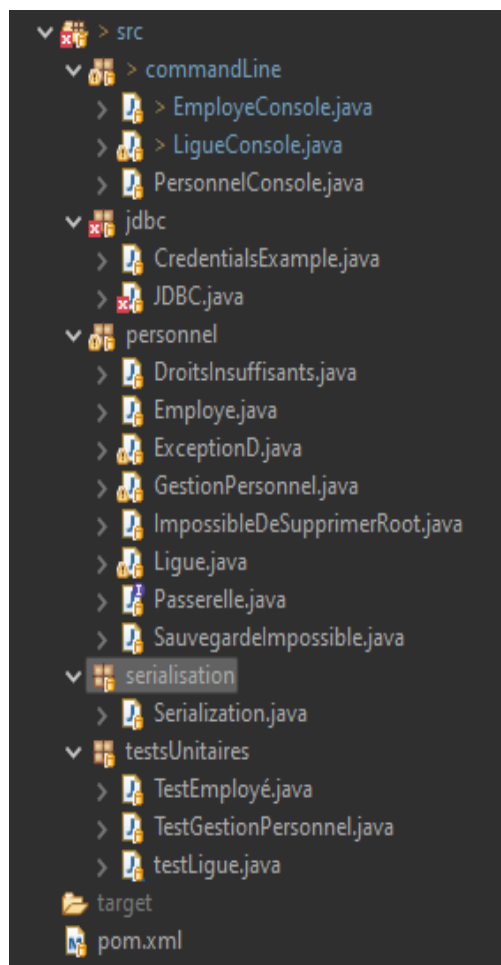 > src
> commandLine
> EmployeConsole.java
> LigueConsole.java
PersonnelConsole.java
jdbc
CredentialsExample.java
JDBC.java
personnel
DroitsInsuffisants.java
Employe.java
ExceptionD.java
GestionPersonnel.java
ImpossibleDeSupprimerRoot.java
Ligue.java
Passerelle.java
SauvegardeImpossible.java
serialisation
Serialization.java
testsUnitaires
TestEmployé.java
TestGestionPersonnel.java
testLigue.java
target
pom.xml